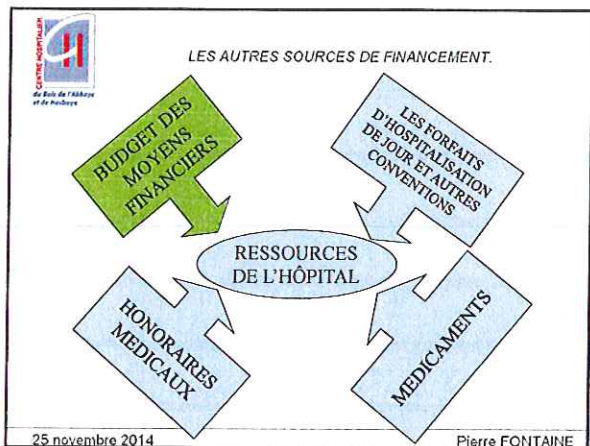 CENTRE HOSPITALIER
CH
du Bois de l'Abbaye
et de Hesbaye
LES AUTRES SOURCES DE FINANCEMENT.
BUDGET DES
MOYENS
FINANCIERS
LES FORFAITS
D'HOSPITALISATION
DE JOUR ET AUTRES
CONVENTIONS
RESSOURCES
DE L'HÔPITAL
HONORAIRES
MEDICAUX
MEDICAMENTS
25 novembre 2014
Pierre FONTAINE